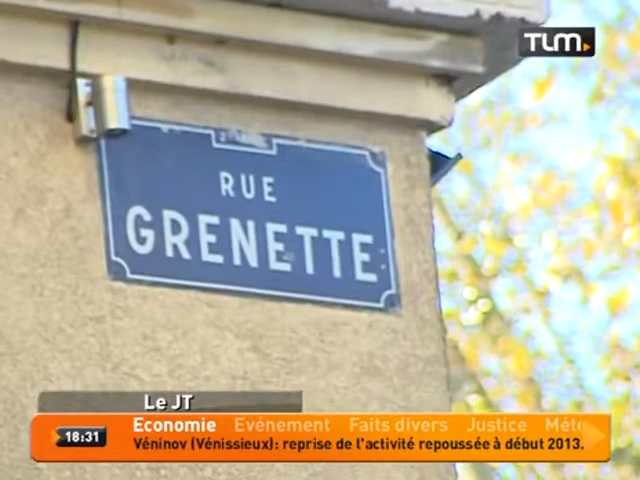 TLM
RUE
GRENETTE
Le JT
18:31
Economie Evénement Faits divers Justice
Véninov (Vénissieux): reprise de l'activité repoussée à début 2013.